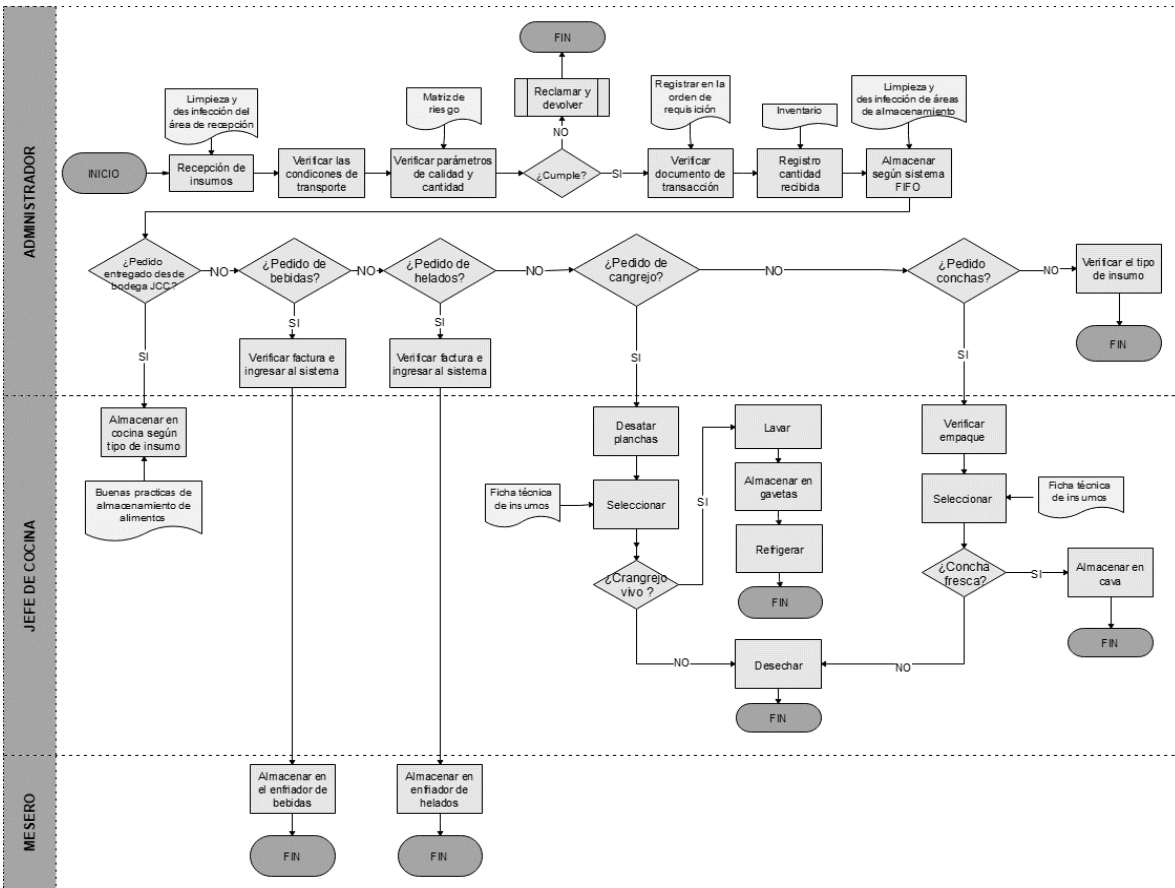 ADMINISTRADOR
FIN
Limpieza y
desinfección del
área de recepción
Matriz de
riesgo
Reclamar y
devolver
Registrar en la
orden de
requisición
Inventario
Limpieza y
desinfección de áreas
de almacenamiento
NO
INICIO
Recepción de
insumos
Verificar las
condicones de
transporte
Verificar parámetros
de calidad y
cantidad
¿Cumple?
SI
Verificar
documento de
transacción
Registro
cantidad
recibida
Almacenar
según sistema
FIFO
¿Pedido
entregado desde
bodega JCC?
NO
¿Pedido de
bebidas?
NO
¿Pedido de
helados?
NO
¿Pedido de
cangrejo?
NO
¿Pedido
conchas?
NO
Verificar el tipo
de insumo
FIN
SI
SI
SI
SI
SI
Verificar factura e
ingresar al sistema
Verificar factura e
ingresar al sistema
JEFE DE COCINA
Almacenar en
cocina según
tipo de insumo
Buenas practicas de
almacenamiento de
alimentos
Desatar
planchas
Ficha técnica
de insumos
Seleccionar
¿Crangrejo
vivo ?
SI
Lavar
Almacenar en
gavetas
Refrigerar
FIN
Verificar
empaque
Seleccionar
Ficha técnica
de insumos
¿Concha
fresca?
SI
Almacenar en
cava
FIN
NO
Desechar
NO
FIN
MESERO
Almacenar en
el enfriador de
bebidas
FIN
Almacenar en
enfriador de
helados
FIN